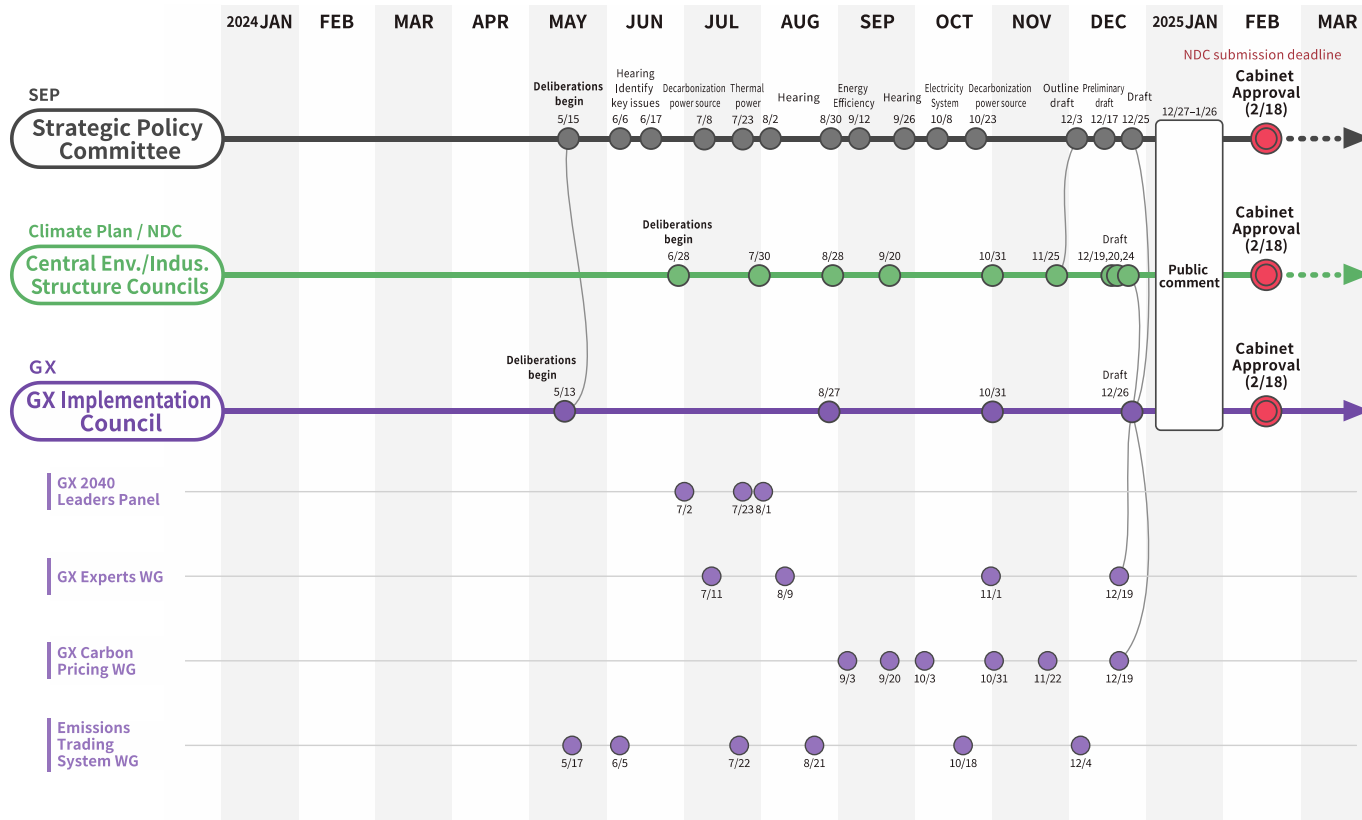 2024 JAN FEB MAR APR MAY JUN JUL AUG SEP OCT NOV DEC 2025 JAN FEB MAR
NDC submission deadline
SEP
Strategic Policy
Committee
Deliberations
begin
5/15
Hearing
Identify
key issues
6/6 6/17
Decarbonization
power source
7/8
Thermal
power
7/23
Hearing
8/2
8/30
Energy
Efficiency
9/12
Hearing
9/26
Electricity
System
10/8
Decarbonization
power source
10/23
Outline
draft
12/3
Preliminary
draft
12/17
Draft
12/25
12/27–1/26
Cabinet
Approval
(2/18)
Climate Plan / NDC
Central Env./Indus.
Structure Councils
Deliberations
begin
6/28
7/30
8/28
9/20
10/31
11/25
Draft
12/19,20,24
Public
comment
Cabinet
Approval
(2/18)
GX
GX Implementation
Council
Deliberations
begin
5/13
8/27
10/31
Draft
12/26
Cabinet
Approval
(2/18)
GX 2040
Leaders Panel
7/2 7/23 8/1
GX Experts WG
7/11 8/9 11/1 12/19
GX Carbon
Pricing WG
9/3 9/20 10/3 10/31 11/22 12/19
Emissions
Trading
System WG
5/17 6/5 7/22 8/21 10/18 12/4